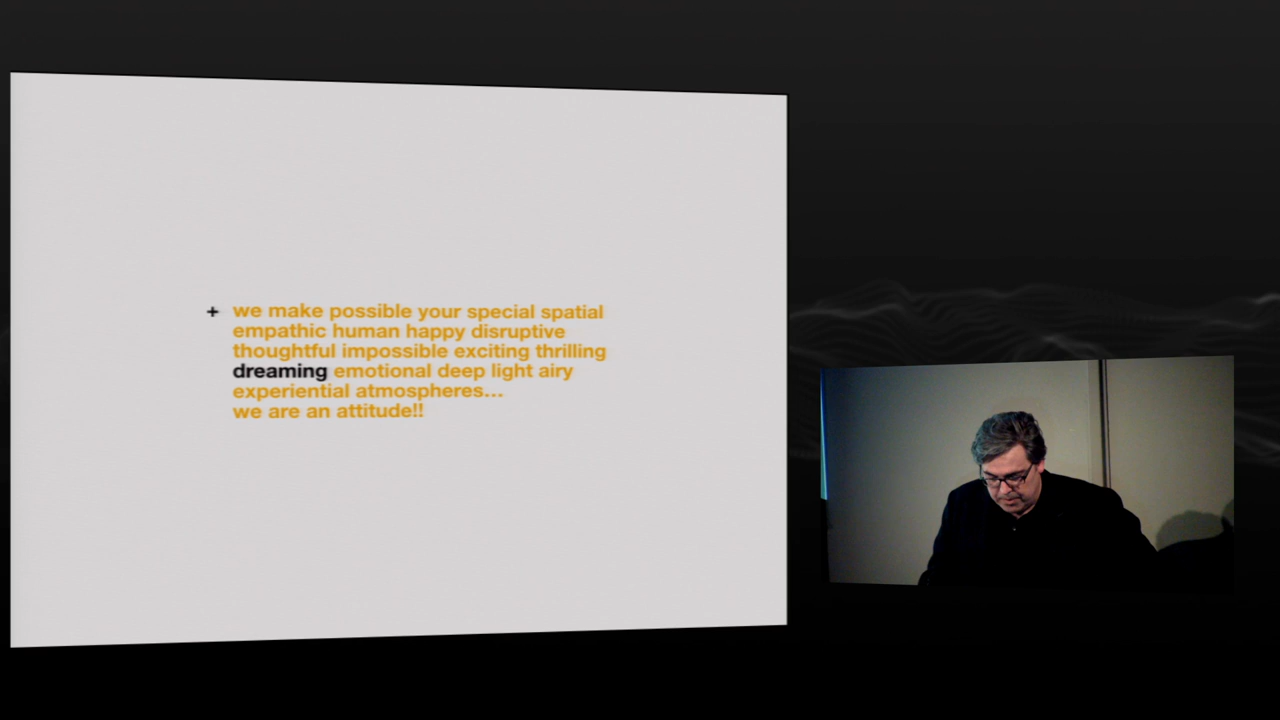 + we make possible your special spatial
empathic human happy disruptive
thoughtful impossible exciting thrilling
dreaming emotional deep light airy
experiential atmospheres...
we are an attitude!!